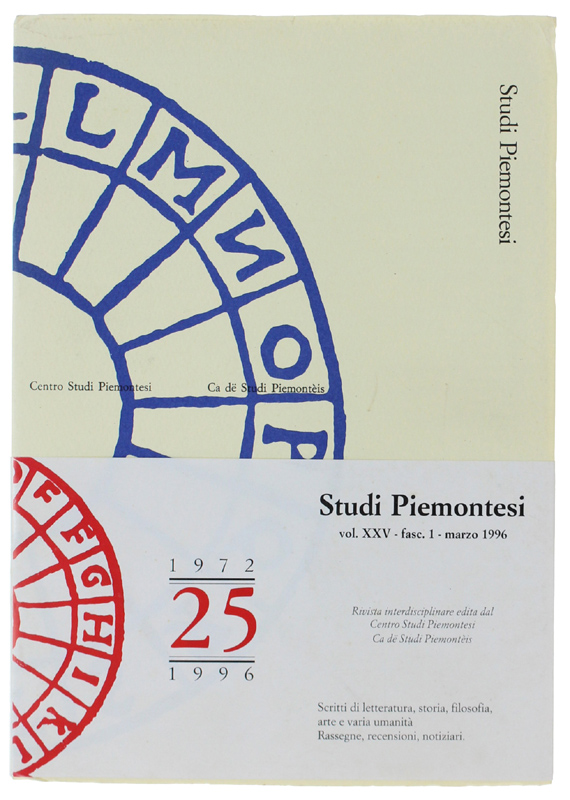 L
M
N
O
P
Studi Piemontesi
Centro Studi Piemontesi
Ca dë Studi Piemontèis
F
F
G
H
I
K
Studi Piemontesi
vol. XXV - fasc. 1 - marzo 1996
1972
25
1996
Rivista interdisciplinare edita dal
Centro Studi Piemontesi
Ca dë Studi Piemontèis
Scritti di letteratura, storia, filosofia,
arte e varia umanità
Rassegne, recensioni, notiziari.